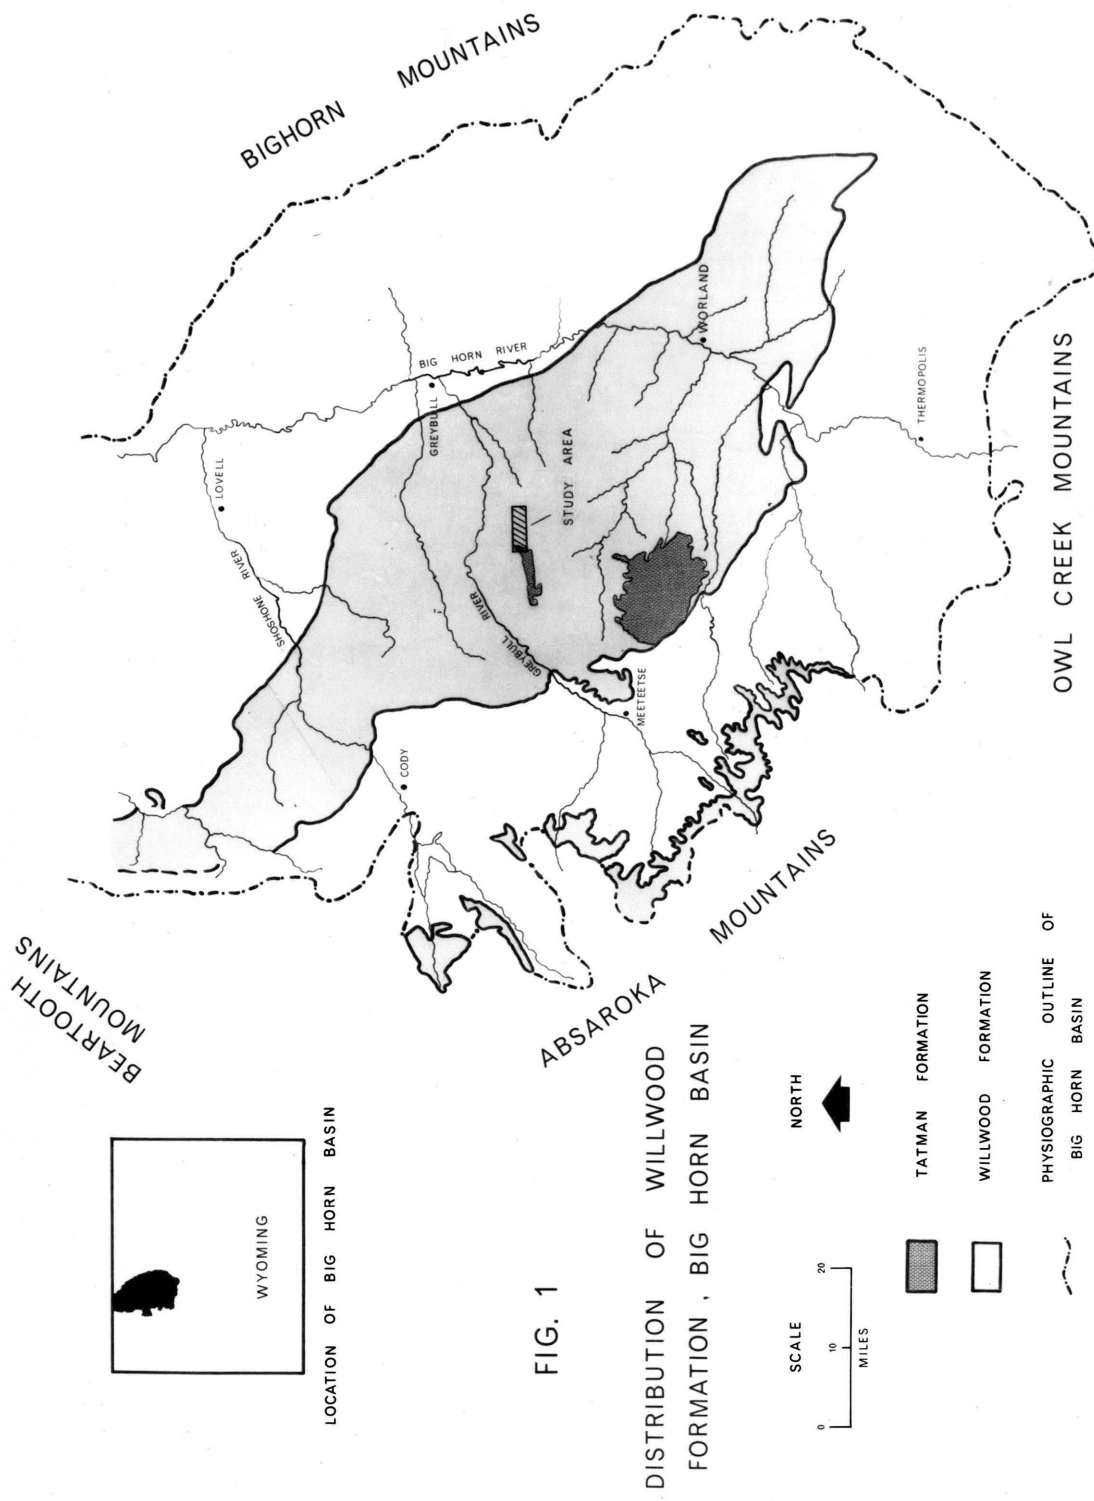 BEARTOOTH
MOUNTAINS
BIGHORN MOUNTAINS
LOVELL
SHOSHONE RIVER
BIG HORN RIVER
GREYBULL
GREYBULL RIVER
STUDY AREA
CODY
MEETEETSE
WORLAND
THERMOPOLIS
ABSAROKA MOUNTAINS
OWL CREEK MOUNTAINS
WYOMING
LOCATION OF BIG HORN BASIN
FIG. 1
DISTRIBUTION OF WILLWOOD
FORMATION, BIG HORN BASIN
SCALE
0 10 20
MILES
NORTH
TATMAN FORMATION
WILLWOOD FORMATION
PHYSIOGRAPHIC OUTLINE OF
BIG HORN BASIN